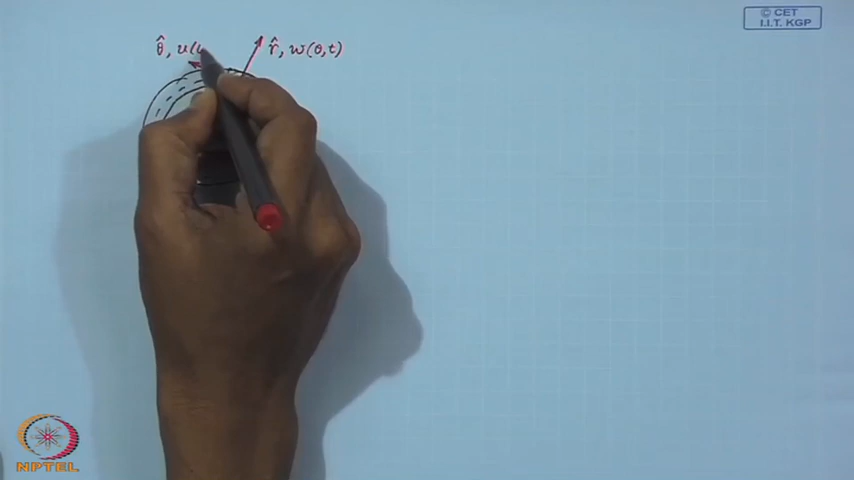 © CET
I.I.T. KGP
θ̂, u(
r̂, w(θ,t)
NPTEL